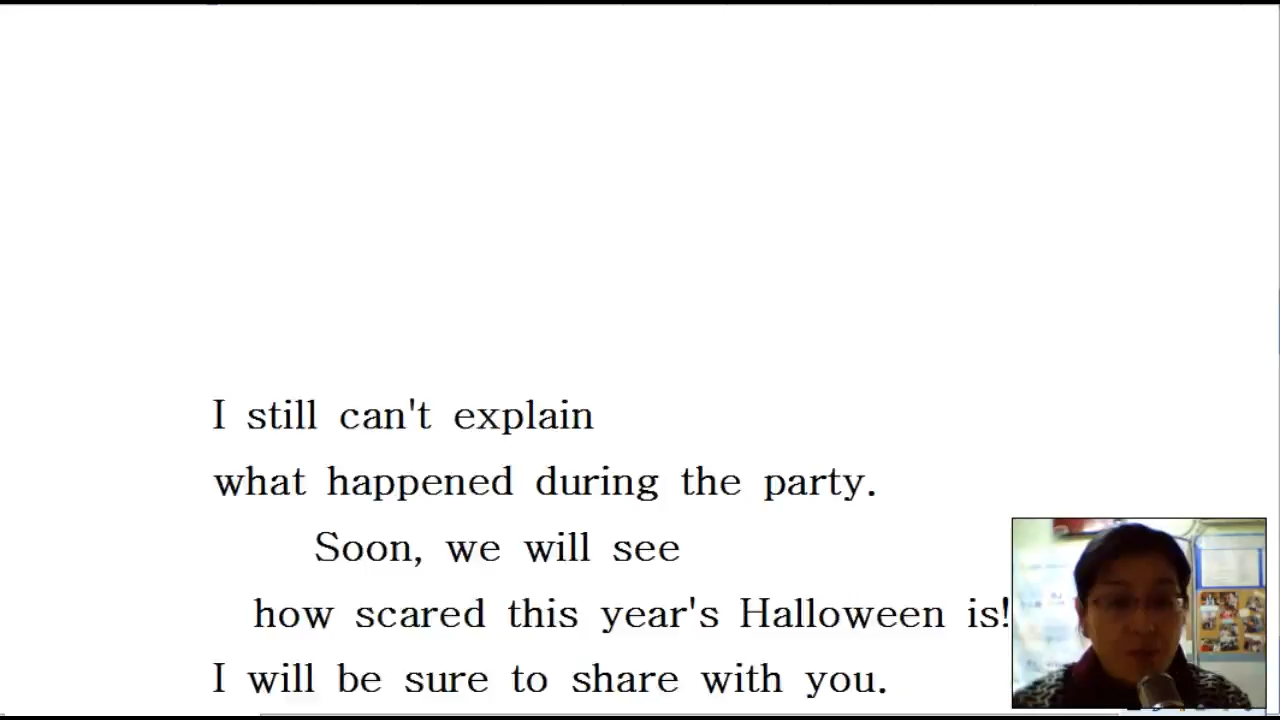 I still can't explain
what happened during the party.
Soon, we will see
how scared this year's Halloween is!
I will be sure to share with you.